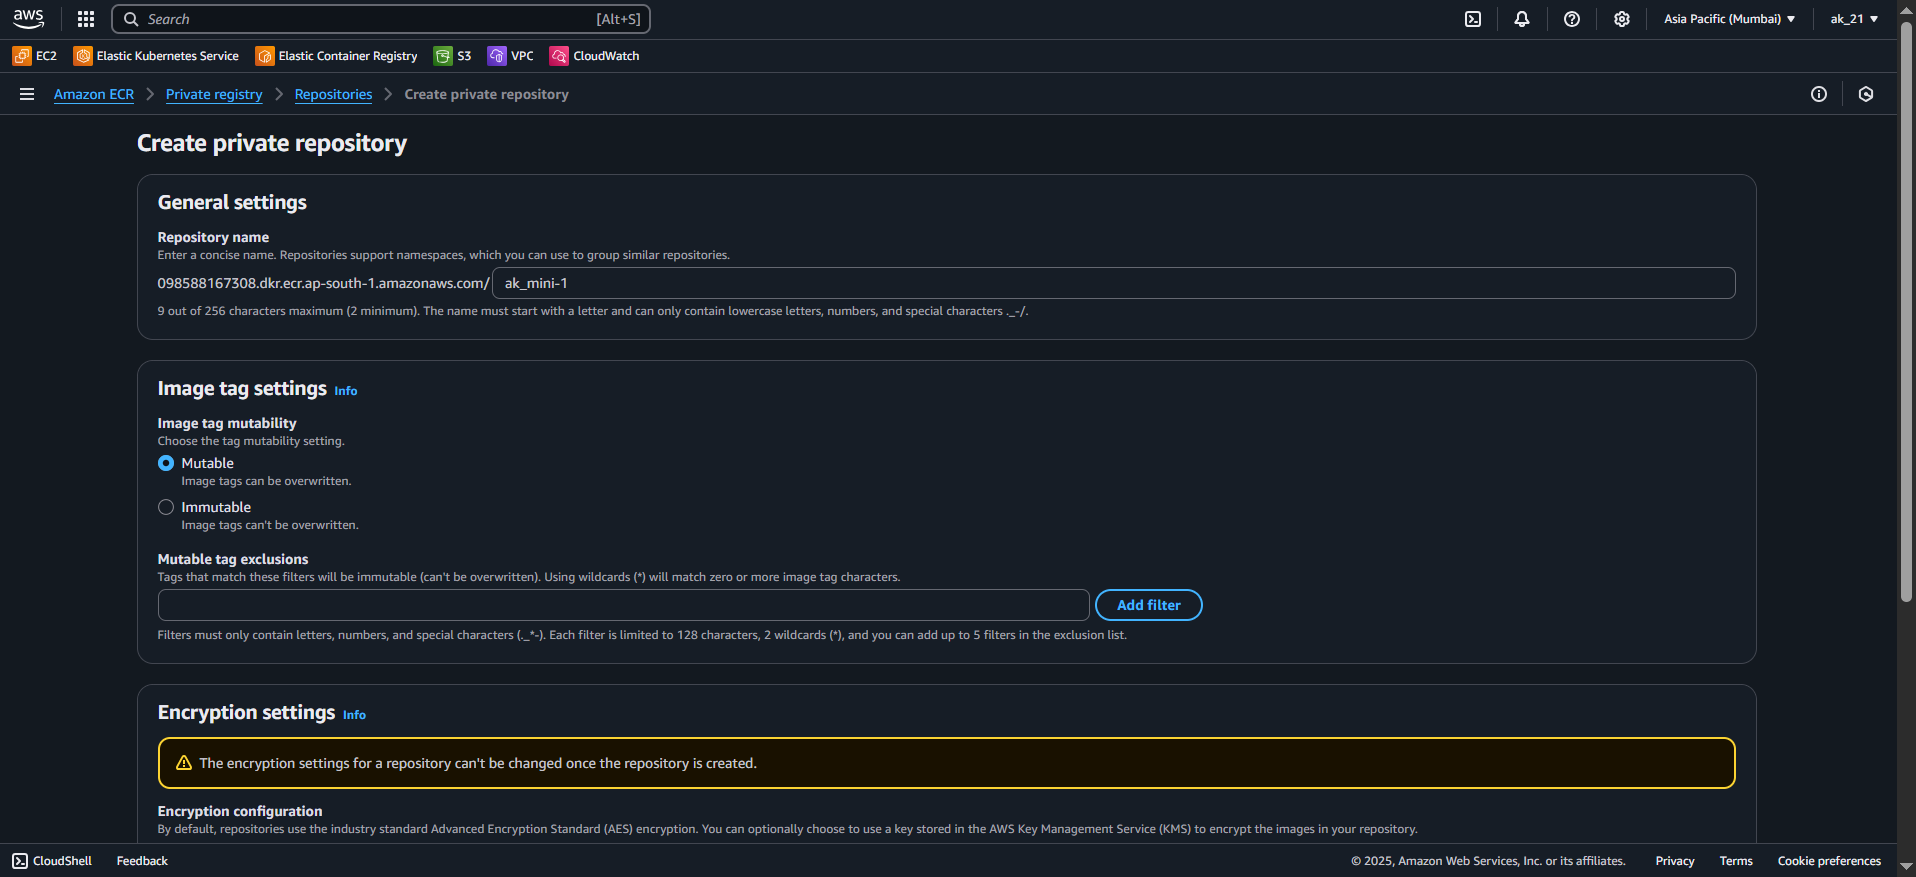 aws Search [Alt+S] Asia Pacific (Mumbai) ak_21
EC2 Elastic Kubernetes Service Elastic Container Registry S3 VPC CloudWatch
Amazon ECR Private registry Repositories Create private repository
Create private repository
General settings
Repository name
Enter a concise name. Repositories support namespaces, which you can use to group similar repositories.
098588167308.dkr.ecr.ap-south-1.amazonaws.com/ ak_mini-1
9 out of 256 characters maximum (2 minimum). The name must start with a letter and can only contain lowercase letters, numbers, and special characters ._-/.
Image tag settings Info
Image tag mutability
Choose the tag mutability setting.
Mutable
Image tags can be overwritten.
Immutable
Image tags can't be overwritten.
Mutable tag exclusions
Tags that match these filters will be immutable (can't be overwritten). Using wildcards (*) will match zero or more image tag characters.
Add filter
Filters must only contain letters, numbers, and special characters (._*-). Each filter is limited to 128 characters, 2 wildcards (*), and you can add up to 5 filters in the exclusion list.
Encryption settings Info
The encryption settings for a repository can't be changed once the repository is created.
Encryption configuration
By default, repositories use the industry standard Advanced Encryption Standard (AES) encryption. You can optionally choose to use a key stored in the AWS Key Management Service (KMS) to encrypt the images in your repository.
CloudShell Feedback © 2025, Amazon Web Services, Inc. or its affiliates. Privacy Terms Cookie preferences